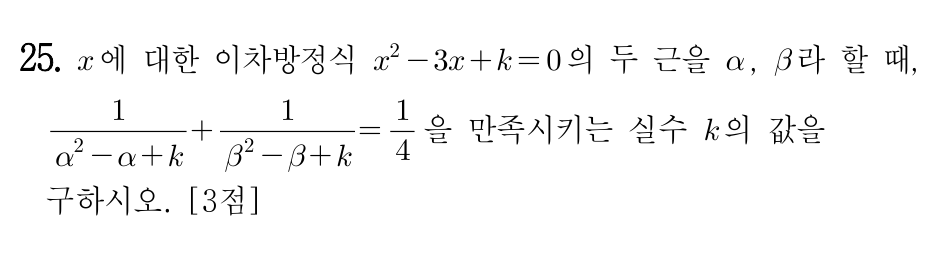 25. x에 대한 이차방정식 x²−3x+k=0의 두 근을 α, β라 할 때,
1/(α²−α+k) + 1/(β²−β+k) = 1/4 을 만족시키는 실수 k의 값을
구하시오. [3점]